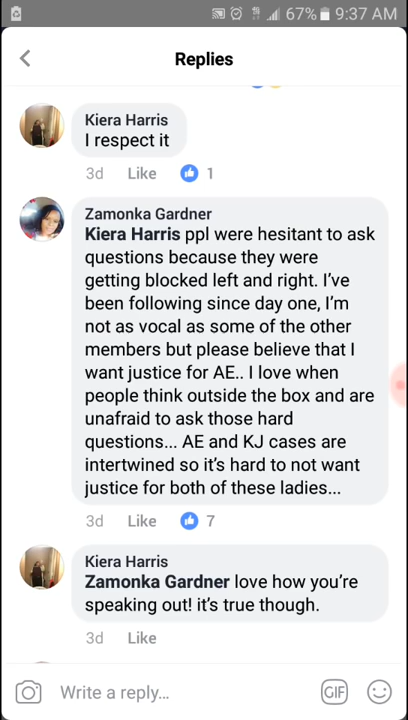 67% 9:37 AM
Replies
Kiera Harris
I respect it
3d Like 1
Zamonka Gardner
Kiera Harris ppl were hesitant to ask
questions because they were
getting blocked left and right. I've
been following since day one, I'm
not as vocal as some of the other
members but please believe that I
want justice for AE.. I love when
people think outside the box and are
unafraid to ask those hard
questions... AE and KJ cases are
intertwined so it's hard to not want
justice for both of these ladies...
3d Like 7
Kiera Harris
Zamonka Gardner love how you're
speaking out! it's true though.
3d Like
Write a reply...
GIF